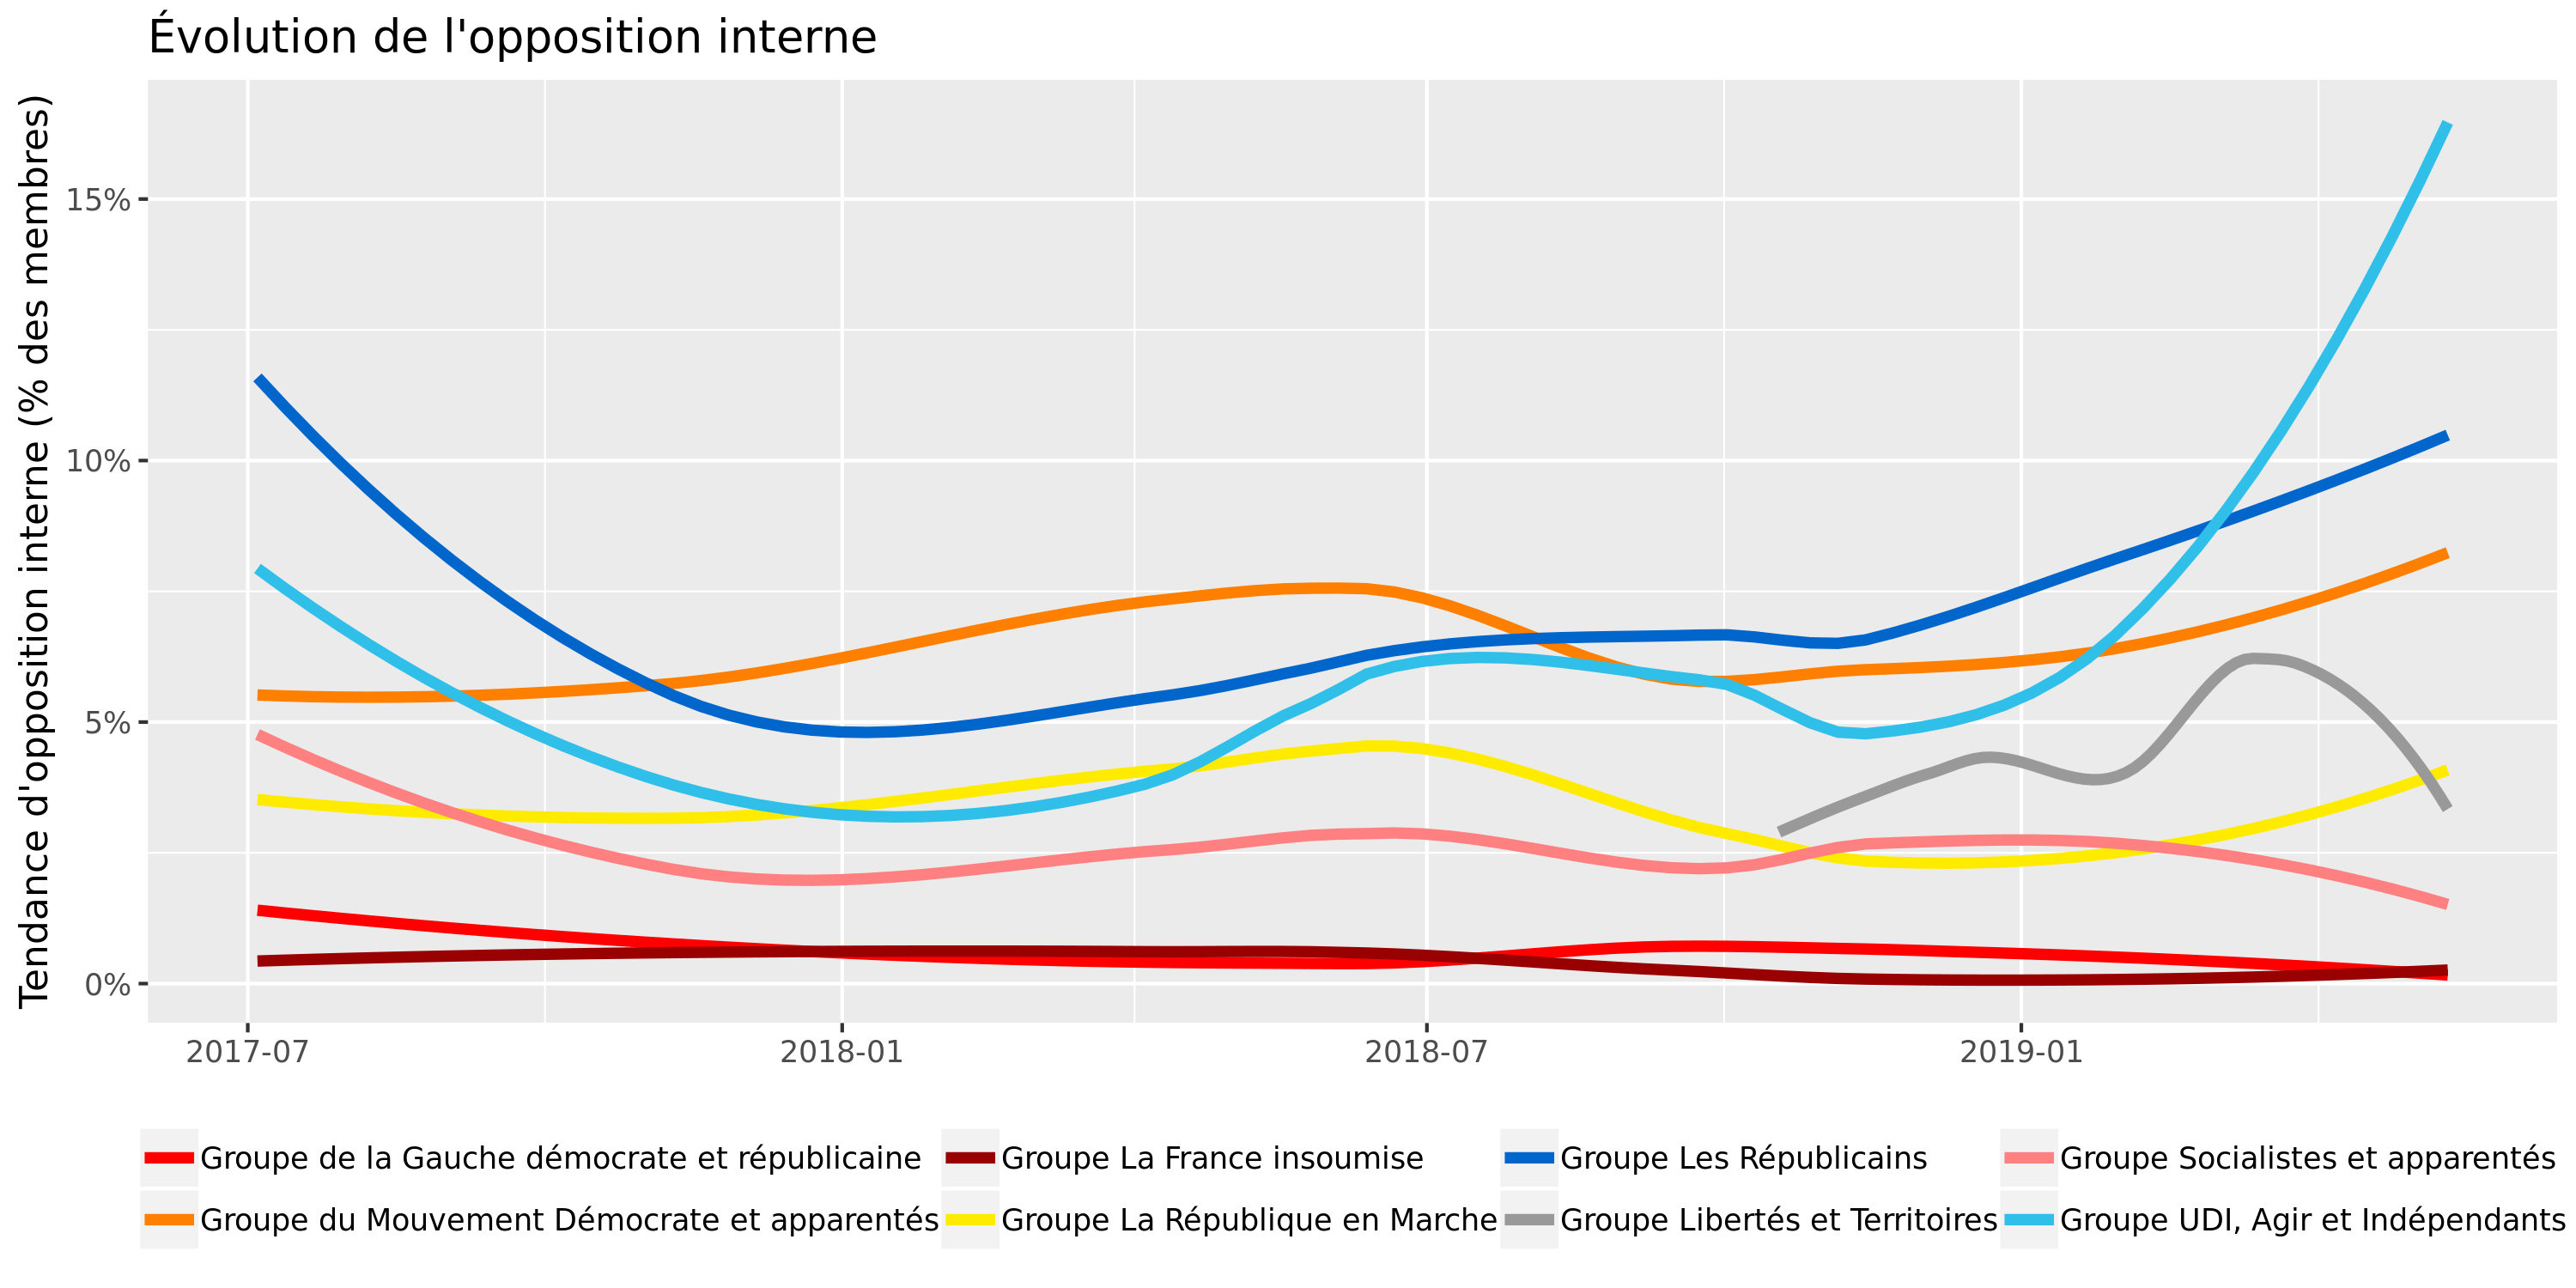 Évolution de l'opposition interne
Tendance d'opposition interne (% des membres)
15%
10%
5%
0%
2017-07 2018-01 2018-07 2019-01
Groupe de la Gauche démocrate et républicaine Groupe La France insoumise Groupe Les Républicains Groupe Socialistes et apparentés
Groupe du Mouvement Démocrate et apparentés Groupe La République en Marche Groupe Libertés et Territoires Groupe UDI, Agir et Indépendants